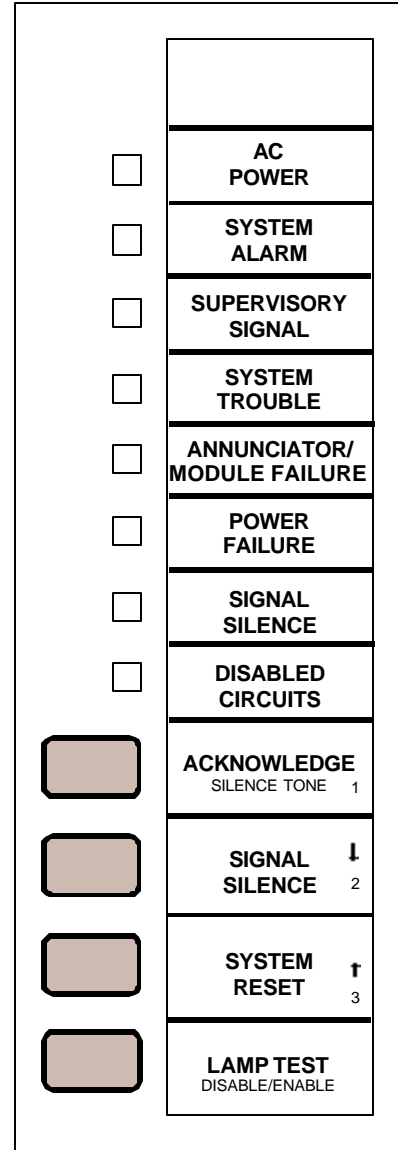 AC
POWER
SYSTEM
ALARM
SUPERVISORY
SIGNAL
SYSTEM
TROUBLE
ANNUNCIATOR/
MODULE FAILURE
POWER
FAILURE
SIGNAL
SILENCE
DISABLED
CIRCUITS
ACKNOWLEDGE
SILENCE TONE 1
SIGNAL
SILENCE 2
SYSTEM
RESET 3
LAMP TEST
DISABLE/ENABLE